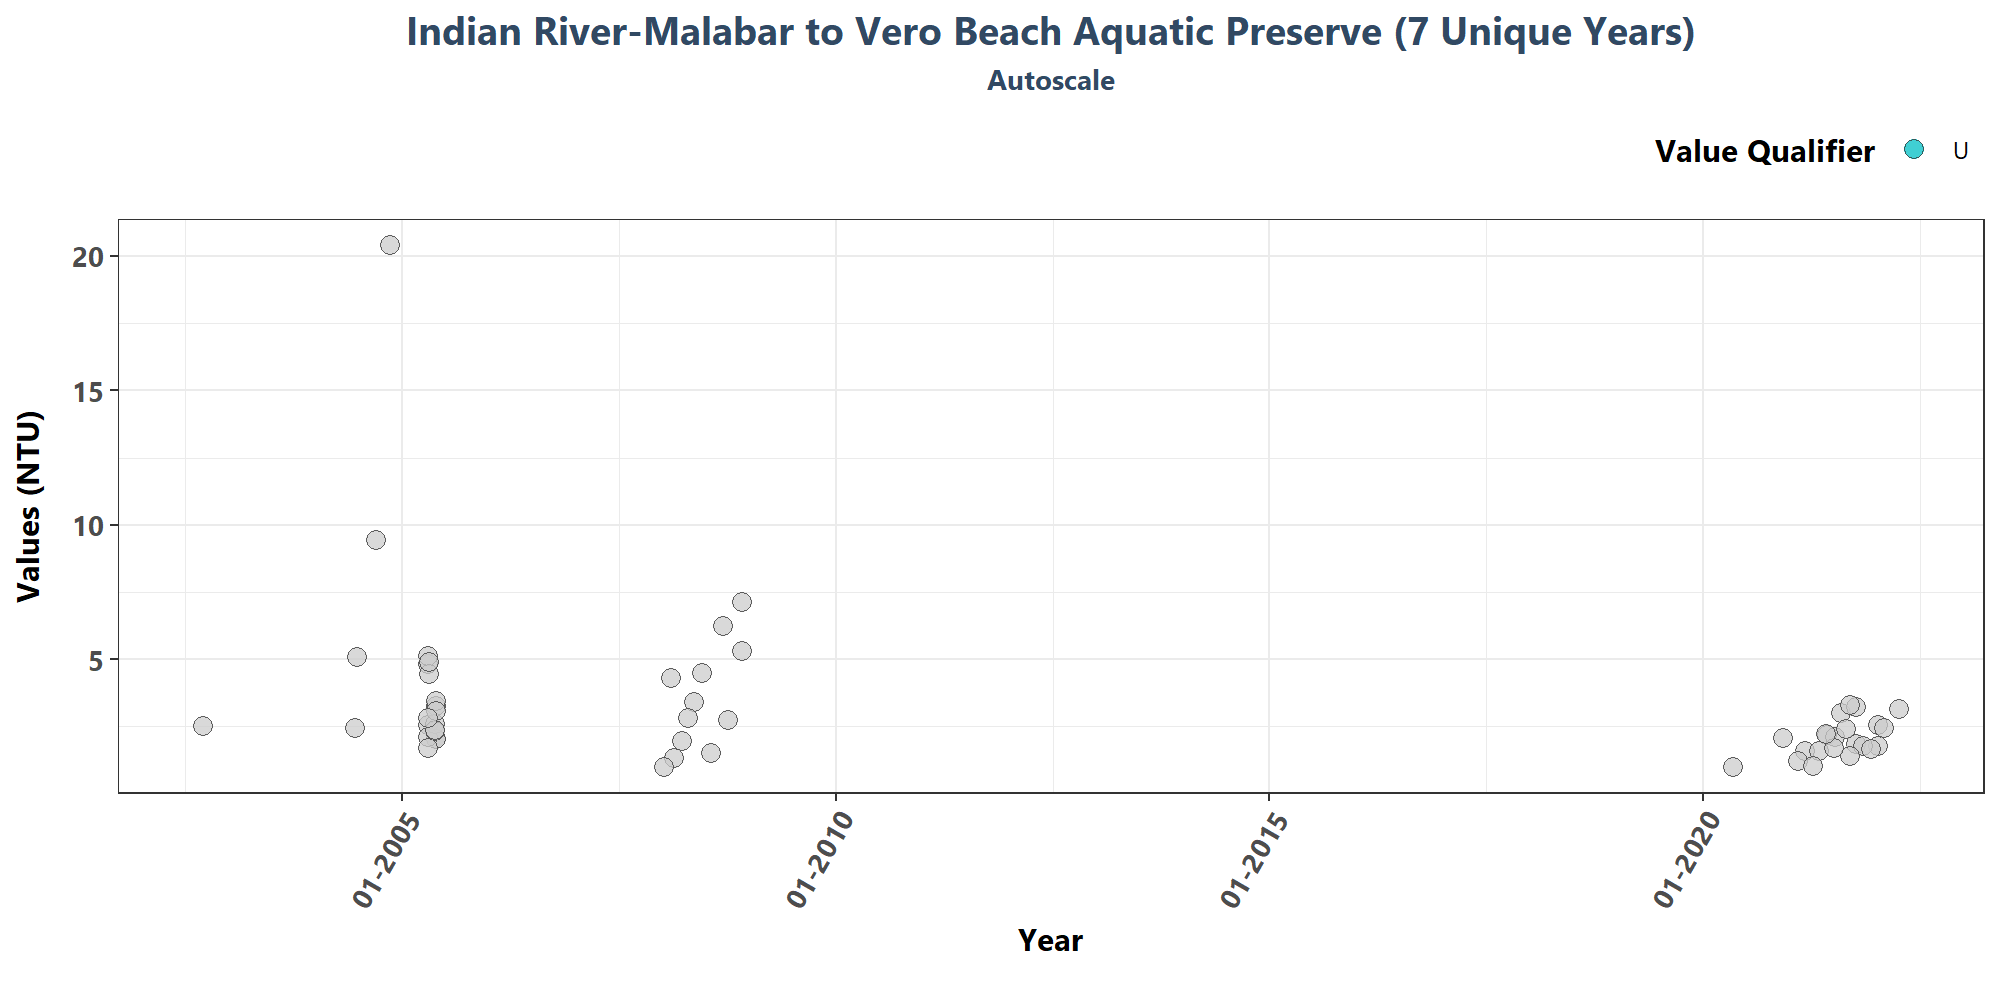 Indian River-Malabar to Vero Beach Aquatic Preserve (7 Unique Years)
Autoscale
Value Qualifier U
20
15
10
5
Values (NTU)
01-2005
01-2010
01-2015
01-2020
Year